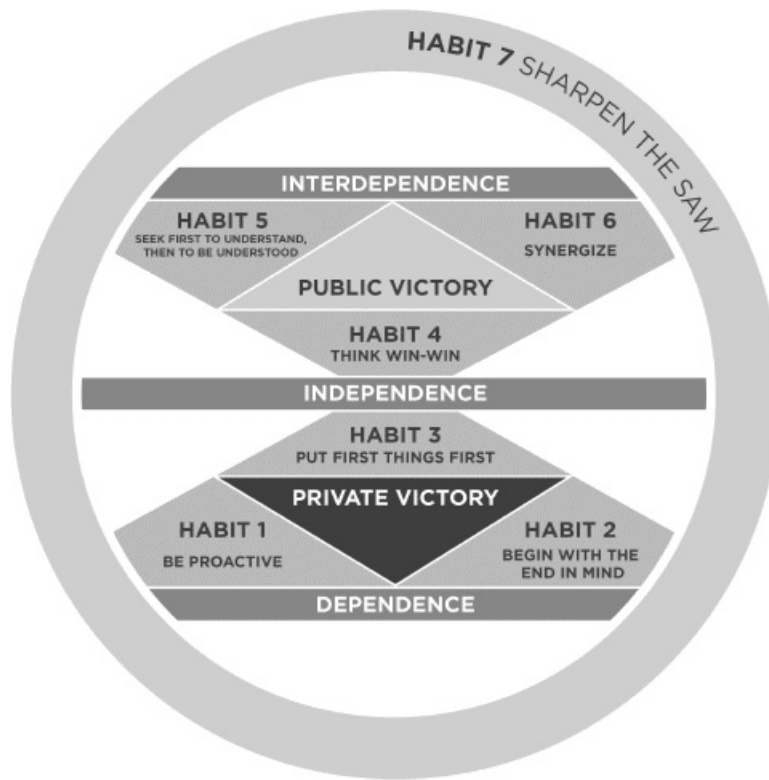 HABIT 7 SHARPEN THE SAW
INTERDEPENDENCE
HABIT 5
SEEK FIRST TO UNDERSTAND,
THEN TO BE UNDERSTOOD
HABIT 6
SYNERGIZE
PUBLIC VICTORY
HABIT 4
THINK WIN-WIN
INDEPENDENCE
HABIT 3
PUT FIRST THINGS FIRST
PRIVATE VICTORY
HABIT 1
BE PROACTIVE
HABIT 2
BEGIN WITH THE
END IN MIND
DEPENDENCE